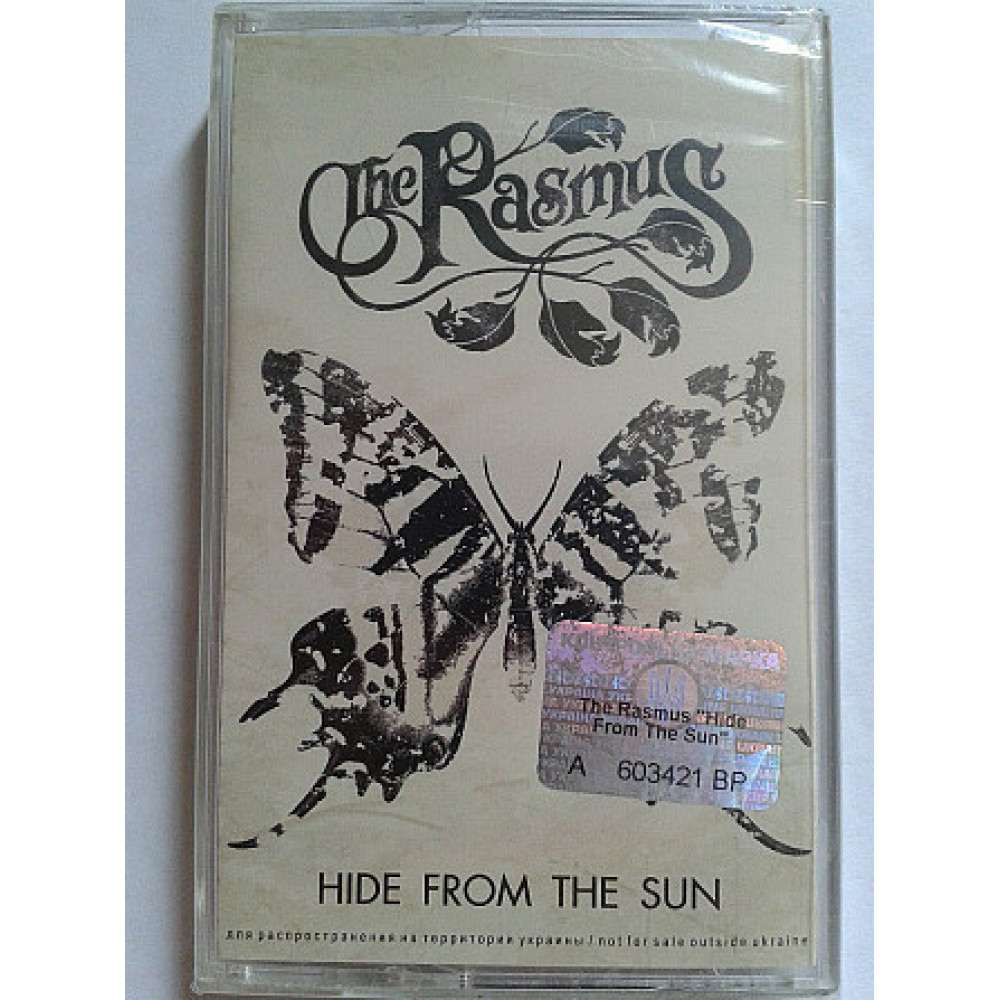 The Rasmus
The Rasmus "Hide
From The Sun"
A 603421 BP
HIDE FROM THE SUN
для распространения на территории украины / not for sale outside ukraine